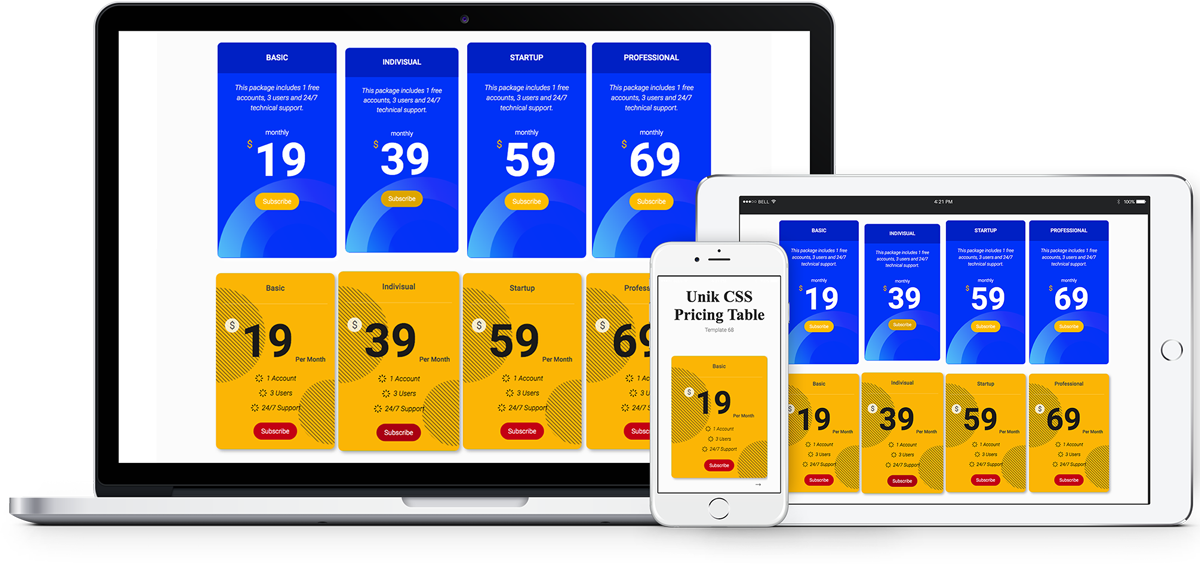 BASIC
This package includes 1 free
accounts, 3 users and 24/7
technical support.
monthly
$ 19
Subscribe
INDIVISUAL
This package includes 1 free
accounts, 3 users and 24/7
technical support.
monthly
$ 39
Subscribe
STARTUP
This package includes 1 free
accounts, 3 users and 24/7
technical support.
monthly
$ 59
Subscribe
PROFESSIONAL
This package includes 1 free
accounts, 3 users and 24/7
technical support.
monthly
$ 69
Subscribe
Basic
$ 19
Per Month
1 Account
3 Users
24/7 Support
Subscribe
Indivisual
$ 39
Per Month
1 Account
3 Users
24/7 Support
Subscribe
Startup
$ 59
Per Month
1 Account
3 Users
24/7 Support
Subscribe
Profess
$ 69
1 Ac
3 U
24/7
Subsc
Unik CSS
Pricing Table
Template 68
Basic
$ 19
Per Month
1 Account
3 Users
24/7 Support
Subscribe
→
BELL 4:21 PM 100%
BASIC
This package includes 1 free
accounts, 3 users and 24/7
technical support.
monthly
$ 19
Subscribe
INDIVISUAL
This package includes 1 free
accounts, 3 users and 24/7
technical support.
monthly
$ 39
Subscribe
STARTUP
This package includes 1 free
accounts, 3 users and 24/7
technical support.
monthly
$ 59
Subscribe
PROFESSIONAL
This package includes 1 free
accounts, 3 users and 24/7
technical support.
monthly
$ 69
Subscribe
Basic
$ 19
Per Month
1 Account
3 Users
24/7 Support
Subscribe
Indivisual
$ 39
Per Month
1 Account
3 Users
24/7 Support
Subscribe
Startup
$ 59
Per Month
1 Account
3 Users
24/7 Support
Subscribe
Professional
$ 69
Per Month
1 Account
3 Users
24/7 Support
Subscribe